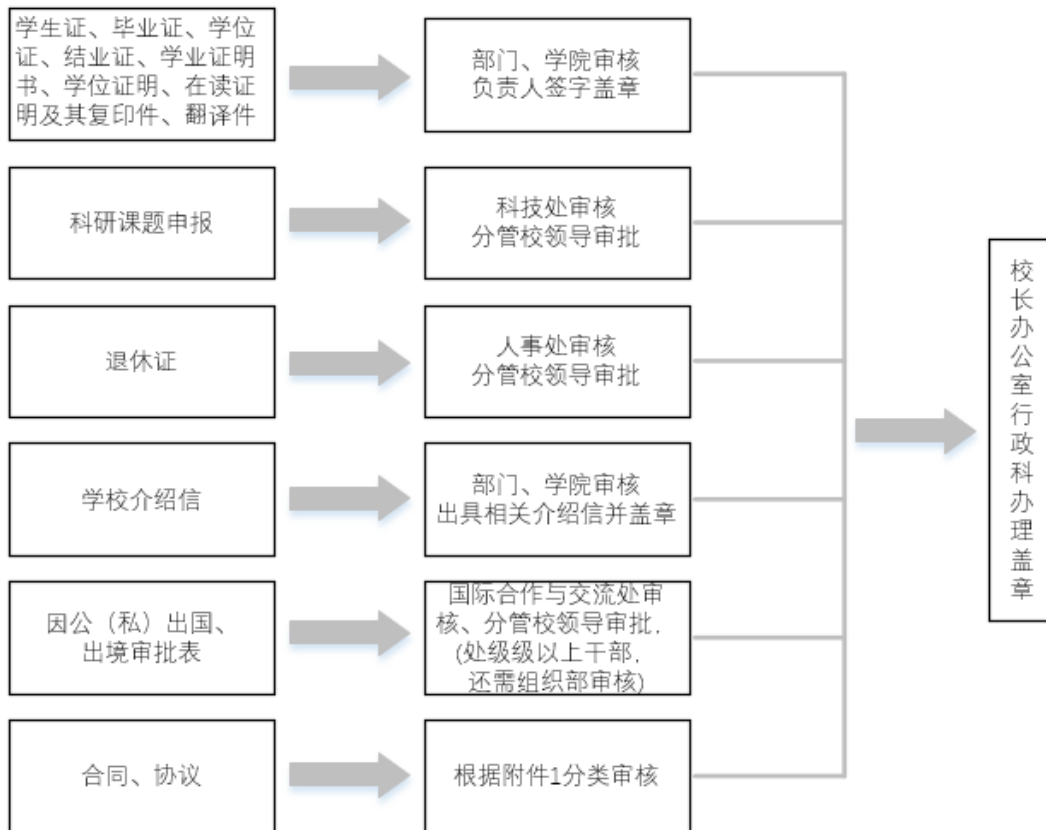 学生证、毕业证、学位
证、结业证、学业证明
书、学位证明、在读证
明及其复印件、翻译件
部门、学院审核
负责人签字盖章
科研课题申报
科技处审核
分管校领导审批
退休证
人事处审核
分管校领导审批
学校介绍信
部门、学院审核
出具相关介绍信并盖章
因公（私）出国、
出境审批表
国际合作与交流处审
核、分管校领导审批,
(处级级以上干部,
还需组织部审核)
合同、协议
根据附件1分类审核
校长办公室行政科办理盖章